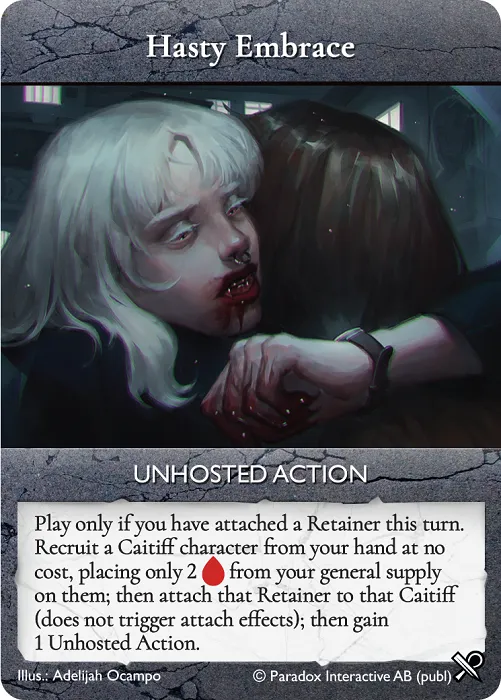 Hasty Embrace
UNHOSTED ACTION
Play only if you have attached a Retainer this turn.
Recruit a Caitiff character from your hand at no
cost, placing only 2 from your general supply
on them; then attach that Retainer to that Caitiff
(does not trigger attach effects); then gain
1 Unhosted Action.
Illus.: Adelijah Ocampo © Paradox Interactive AB (publ)